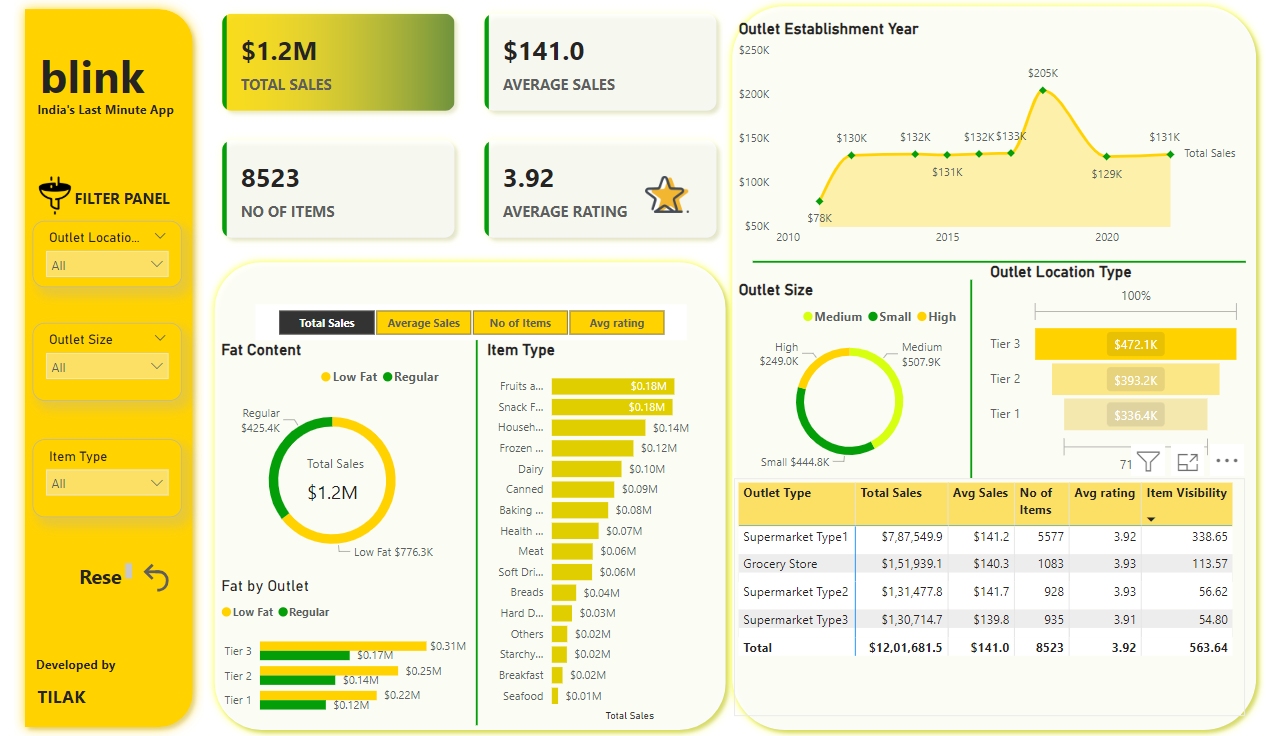 blink
India's Last Minute App
FILTER PANEL
Outlet Locatio...
All
Outlet Size
All
Item Type
All
Rese
Developed by
TILAK
$1.2M
TOTAL SALES
$141.0
AVERAGE SALES
8523
NO OF ITEMS
3.92
AVERAGE RATING
Total Sales Average Sales No of Items Avg rating
Fat Content
Low Fat Regular
Regular
$425.4K
Total Sales
$1.2M
Low Fat $776.3K
Fat by Outlet
Low Fat Regular
Tier 3 $0.31M
$0.17M
Tier 2 $0.25M
$0.14M
Tier 1 $0.22M
$0.12M
Item Type
Fruits a... $0.18M
Snack F... $0.18M
Househ... $0.14M
Frozen ... $0.12M
Dairy $0.10M
Canned $0.09M
Baking ... $0.08M
Health ... $0.07M
Meat $0.06M
Soft Dri... $0.06M
Breads $0.04M
Hard D... $0.03M
Others $0.02M
Starchy... $0.02M
Breakfast $0.02M
Seafood $0.01M
Total Sales
Outlet Establishment Year
$250K
$200K
$150K
$100K
$50K
$78K
$130K
$132K
$131K
$132K
$133K
$205K
$129K
$131K
Total Sales
2010 2015 2020
Outlet Size
Medium Small High
High
$249.0K
Medium
$507.9K
Small $444.8K
Outlet Location Type
100%
Tier 3 $472.1K
Tier 2 $393.2K
Tier 1 $336.4K
71
Outlet Type Total Sales Avg Sales No of Items Avg rating Item Visibility
Supermarket Type1 $7,87,549.9 $141.2 5577 3.92 338.65
Grocery Store $1,51,939.1 $140.3 1083 3.93 113.57
Supermarket Type2 $1,31,477.8 $141.7 928 3.93 56.62
Supermarket Type3 $1,30,714.7 $139.8 935 3.91 54.80
Total $12,01,681.5 $141.0 8523 3.92 563.64